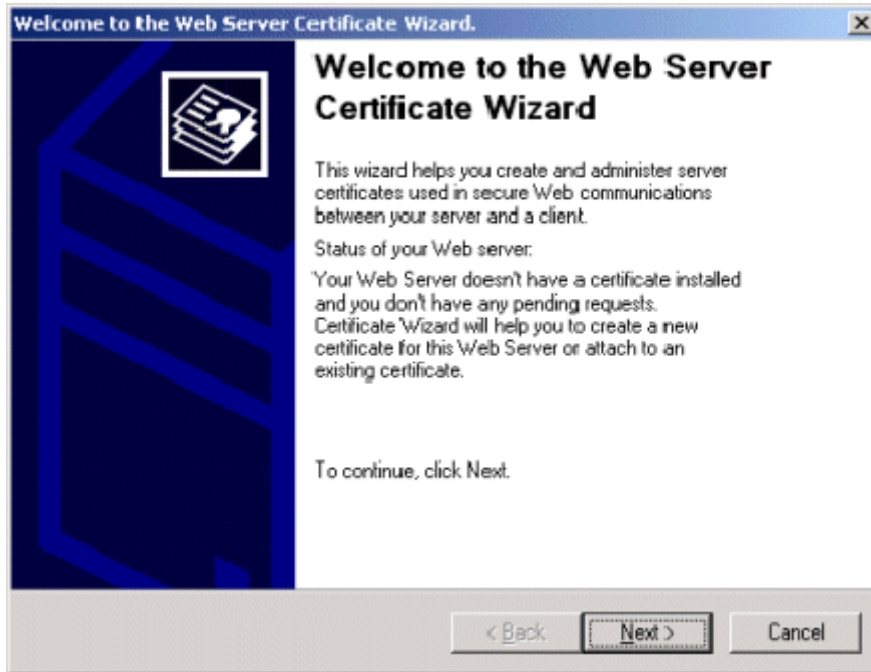 Welcome to the Web Server Certificate Wizard.
Welcome to the Web Server
Certificate Wizard
This wizard helps you create and administer server
certificates used in secure Web communications
between your server and a client.
Status of your Web server:
Your Web Server doesn't have a certificate installed
and you don't have any pending requests.
Certificate Wizard will help you to create a new
certificate for this Web Server or attach to an
existing certificate.
To continue, click Next.
< Back
Next >
Cancel